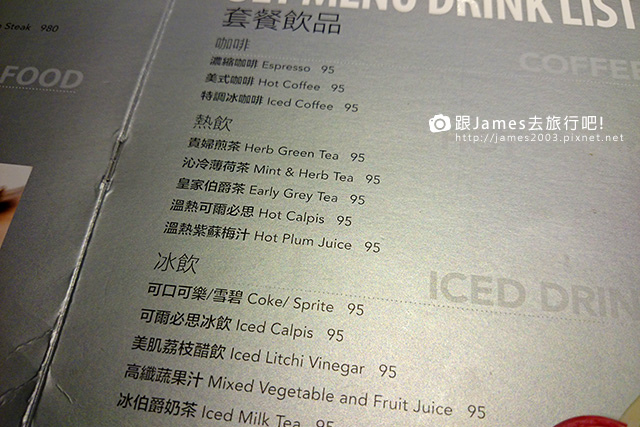 Steak 980
FOOD
MENU DRINK LIST
套餐飲品
咖啡
COFFEE
濃縮咖啡 Espresso 95
美式咖啡 Hot Coffee 95
特調冰咖啡 Iced Coffee 95
跟James去旅行吧!
http://james2003.pixnet.net
熱飲
貴婦煎茶 Herb Green Tea 95
沁冷薄荷茶 Mint & Herb Tea 95
皇家伯爵茶 Early Grey Tea 95
溫熱可爾必思 Hot Calpis 95
溫熱紫蘇梅汁 Hot Plum Juice 95
冰飲
ICED DRIN
可口可樂/雪碧 Coke/ Sprite 95
可爾必思冰飲 Iced Calpis 95
美肌荔枝醋飲 Iced Litchi Vinegar 95
高纖蔬果汁 Mixed Vegetable and Fruit Juice 95
冰伯爵奶茶 Iced Milk Tea 95